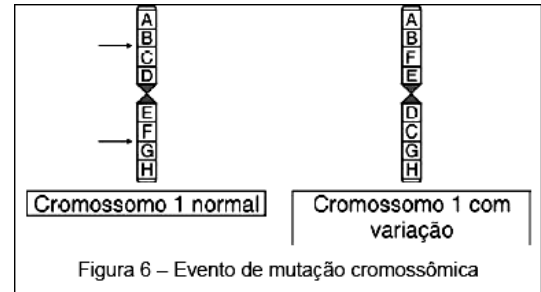 A
B
C
D
E
F
G
H
A
B
F
E
D
C
G
H
Cromossomo 1 normal
Cromossomo 1 com
variação
Figura 6 – Evento de mutação cromossômica